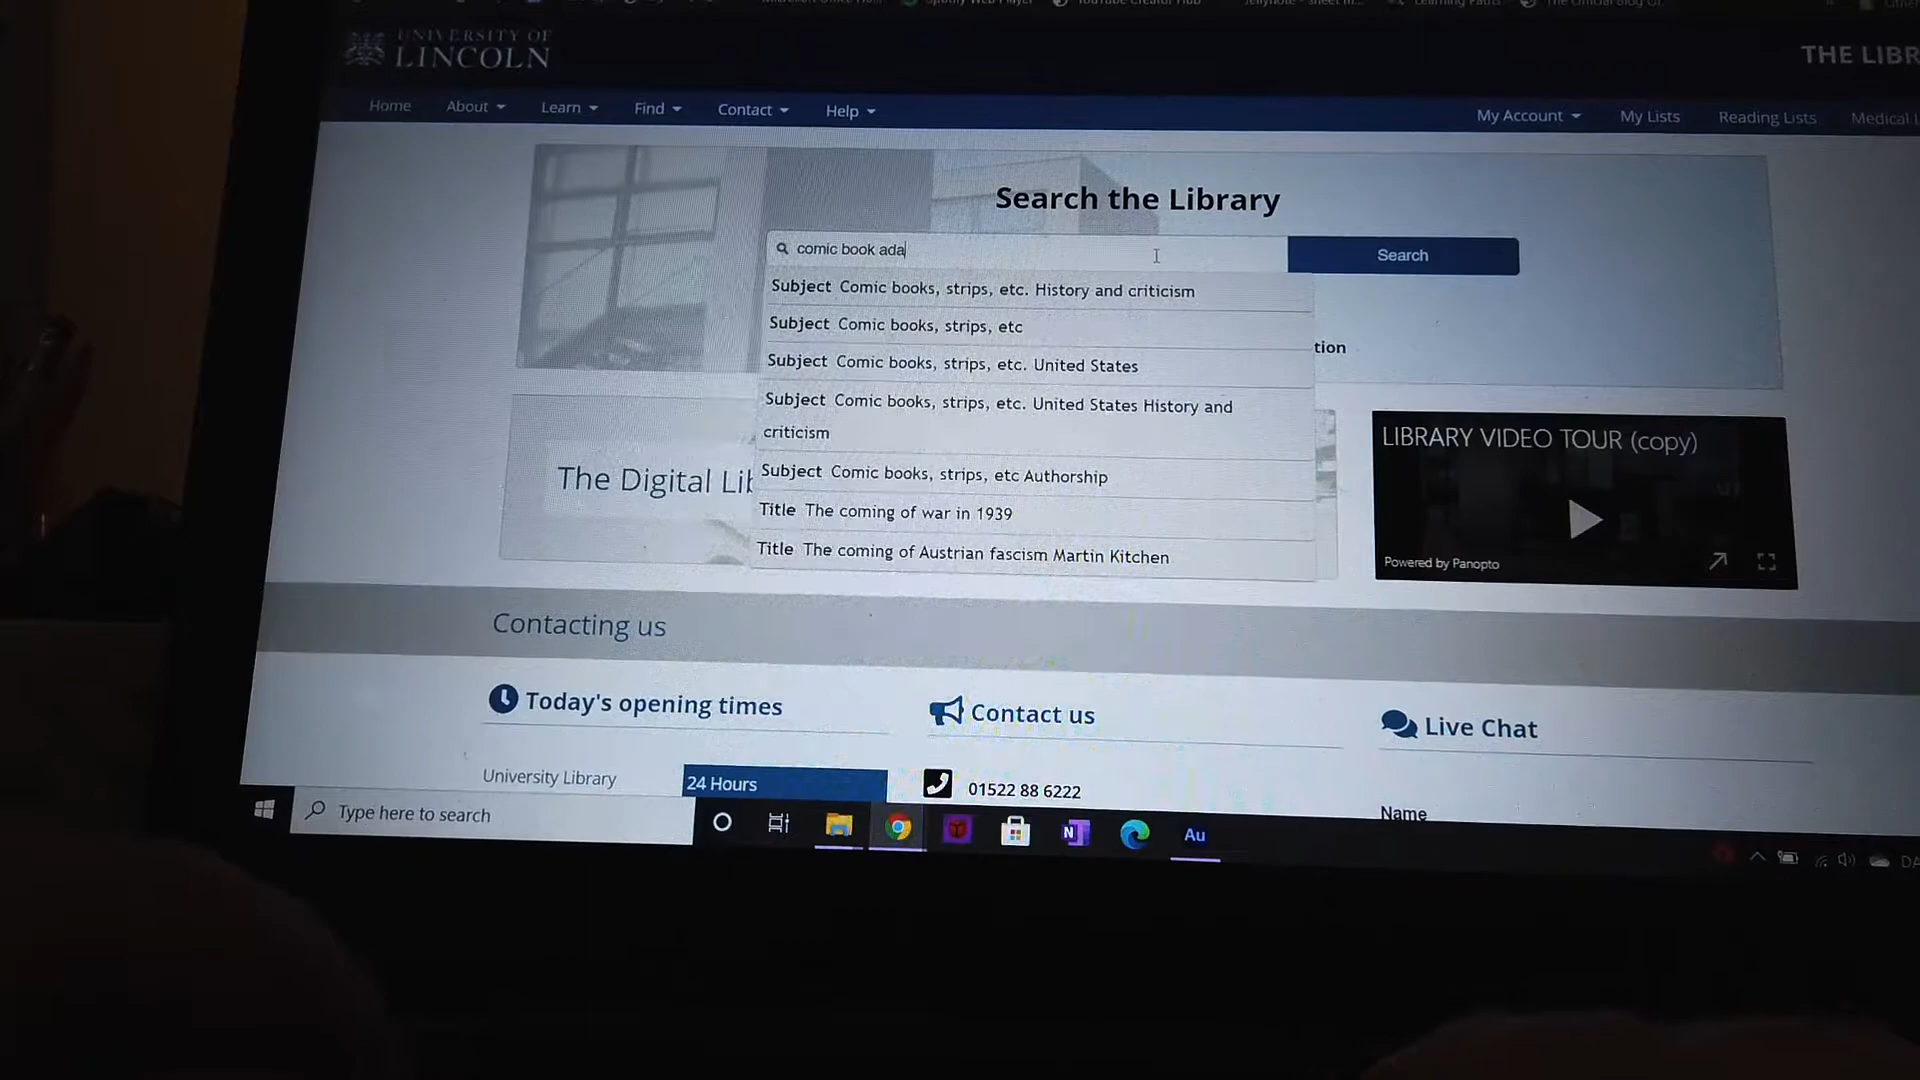 UNIVERSITY OF
LINCOLN
THE LIBR
Home About Learn Find Contact Help My Account My Lists Reading Lists Medical L
Search the Library
comic book ada
Search
Subject Comic books, strips, etc. History and criticism
Subject Comic books, strips, etc
tion
Subject Comic books, strips, etc. United States
Subject Comic books, strips, etc. United States History and
criticism
Subject Comic books, strips, etc Authorship
Title The coming of war in 1939
Title The coming of Austrian fascism Martin Kitchen
The Digital Lib
LIBRARY VIDEO TOUR (copy)
Powered by Panopto
Contacting us
Today's opening times
Contact us
Live Chat
University Library
24 Hours
01522 88 6222
Name
Type here to search
N
Au
DA